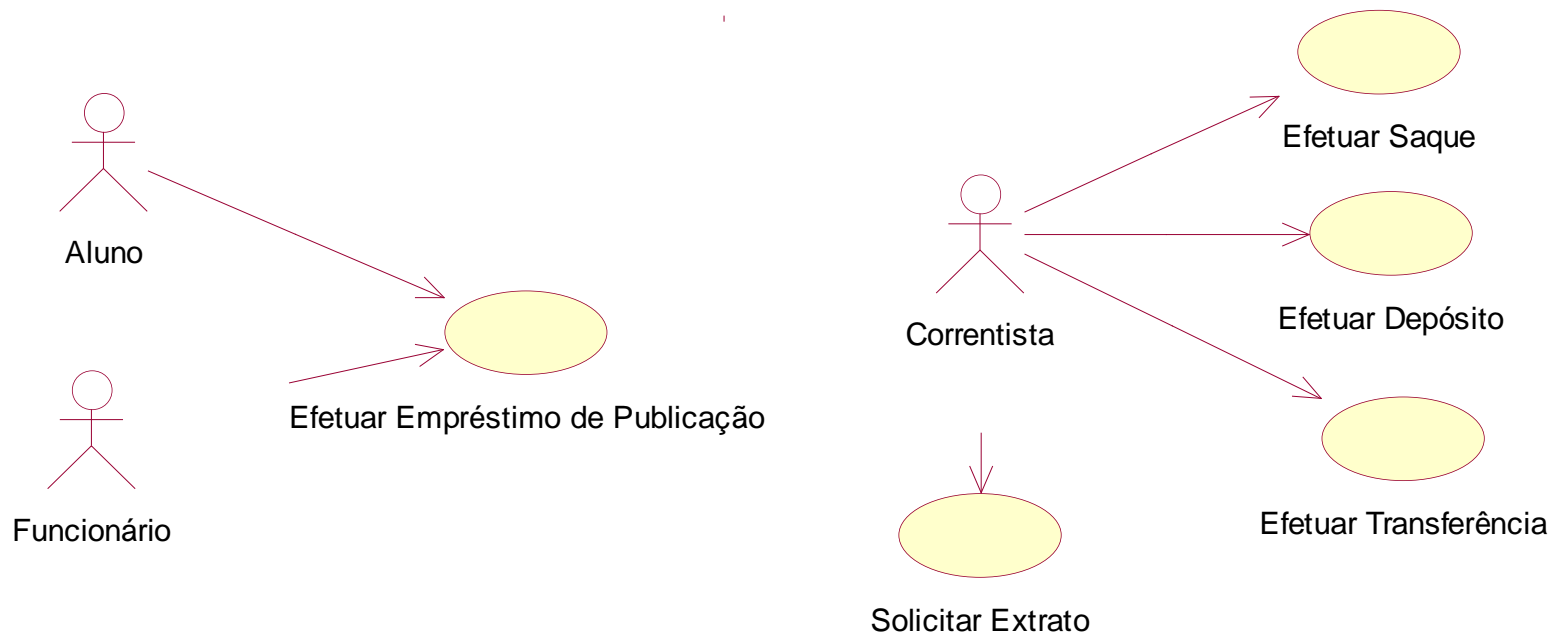 Aluno
Efetuar Empréstimo de Publicação
Funcionário
Efetuar Saque
Efetuar Depósito
Correntista
Efetuar Transferência
Solicitar Extrato